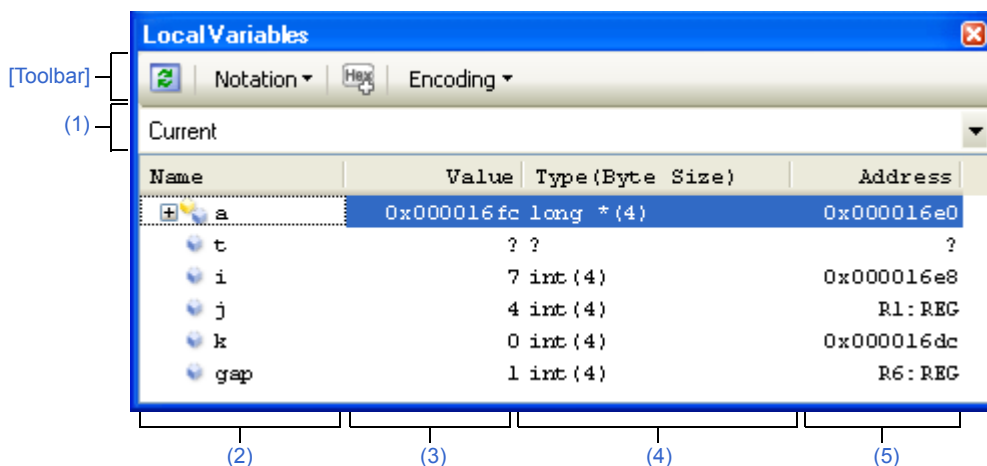 Local Variables
[Toolbar]
Notation Hex Encoding
(1)
Current
Name Value Type(Byte Size) Address
a 0x000016fc long *(4) 0x000016e0
t ? ? ?
i 7 int(4) 0x000016e8
j 4 int(4) R1:REG
k 0 int(4) 0x000016dc
gap 1 int(4) R6:REG
(2) (3) (4) (5)